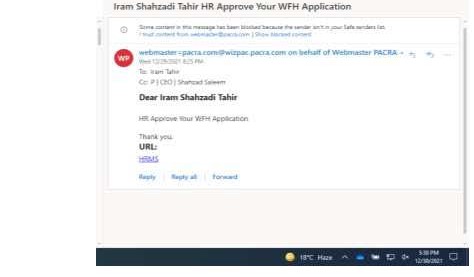 Iram Shahzadi Tahir HR Approve Your WFH Application
Some content in this message has been blocked because the sender isn't in your Safe senders list.
I trust content from webmaster@pacra.com | Show blocked content
WP
webmaster=pacra.com@wizpac.pacra.com on behalf of Webmaster PACRA
Wed 12/29/2021 8:25 PM
To: Iram Tahir
Cc: P | CEO | Shahzad Saleem
Dear Iram Shahzadi Tahir
HR Approve Your WFH Application
Thank you.
URL:
HRMS
Reply | Reply all | Forward
18°C Haze
5:38 PM
12/30/2021